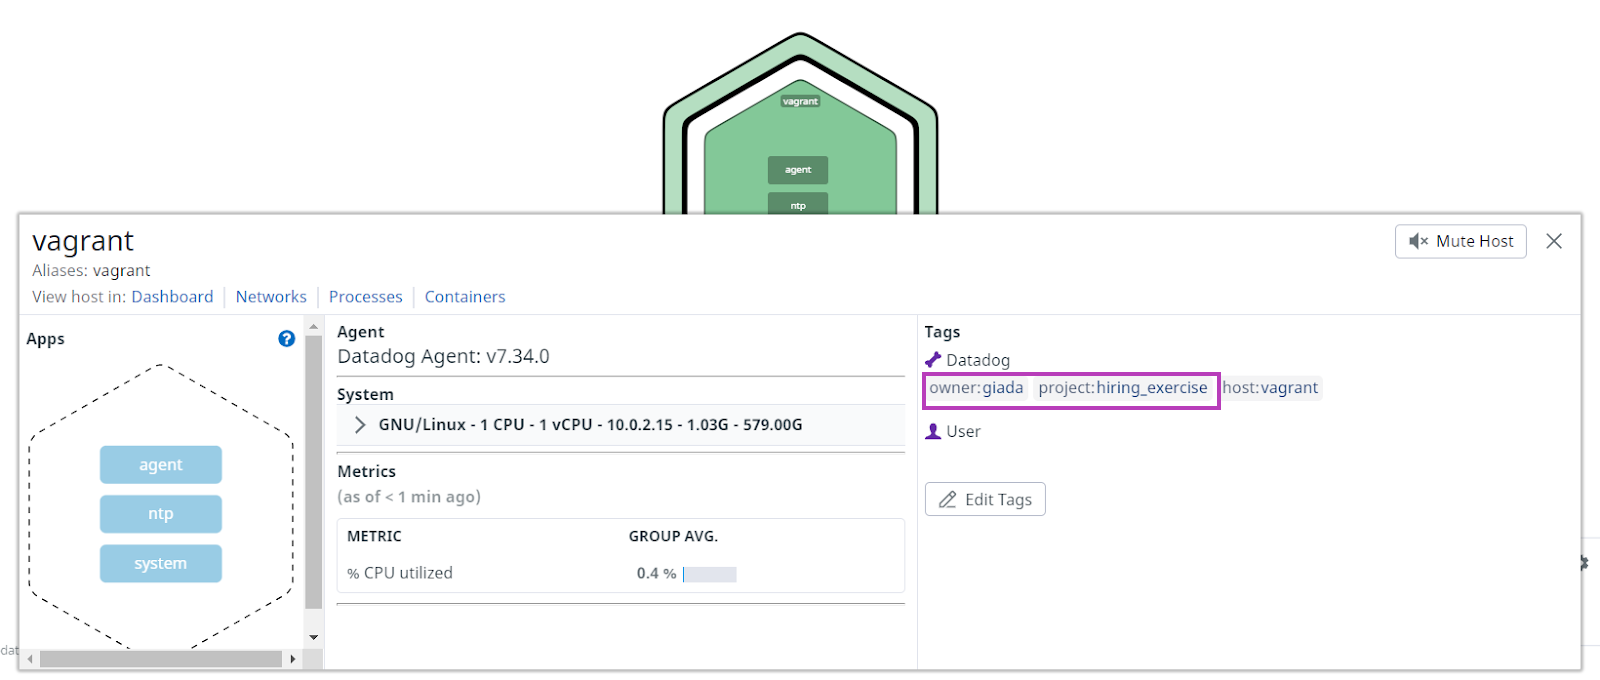 vagrant
agent
ntp
vagrant
Mute Host
Aliases: vagrant
View host in: Dashboard Networks Processes Containers
Apps
agent
ntp
system
Agent
Datadog Agent: v7.34.0
System
GNU/Linux - 1 CPU - 1 vCPU - 10.0.2.15 - 1.03G - 579.00G
Metrics
(as of < 1 min ago)
METRIC GROUP AVG.
% CPU utilized 0.4 %
Tags
Datadog
owner:giada project:hiring_exercise host:vagrant
User
Edit Tags
dat